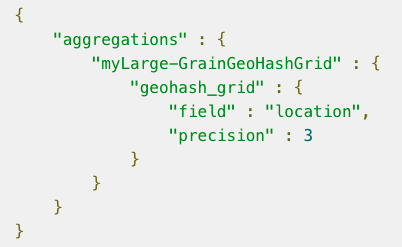 {
    "aggregations" : {
        "myLarge-GrainGeoHashGrid" : {
            "geohash_grid" : {
                "field" : "location",
                "precision" : 3
            }
        }
    }
}